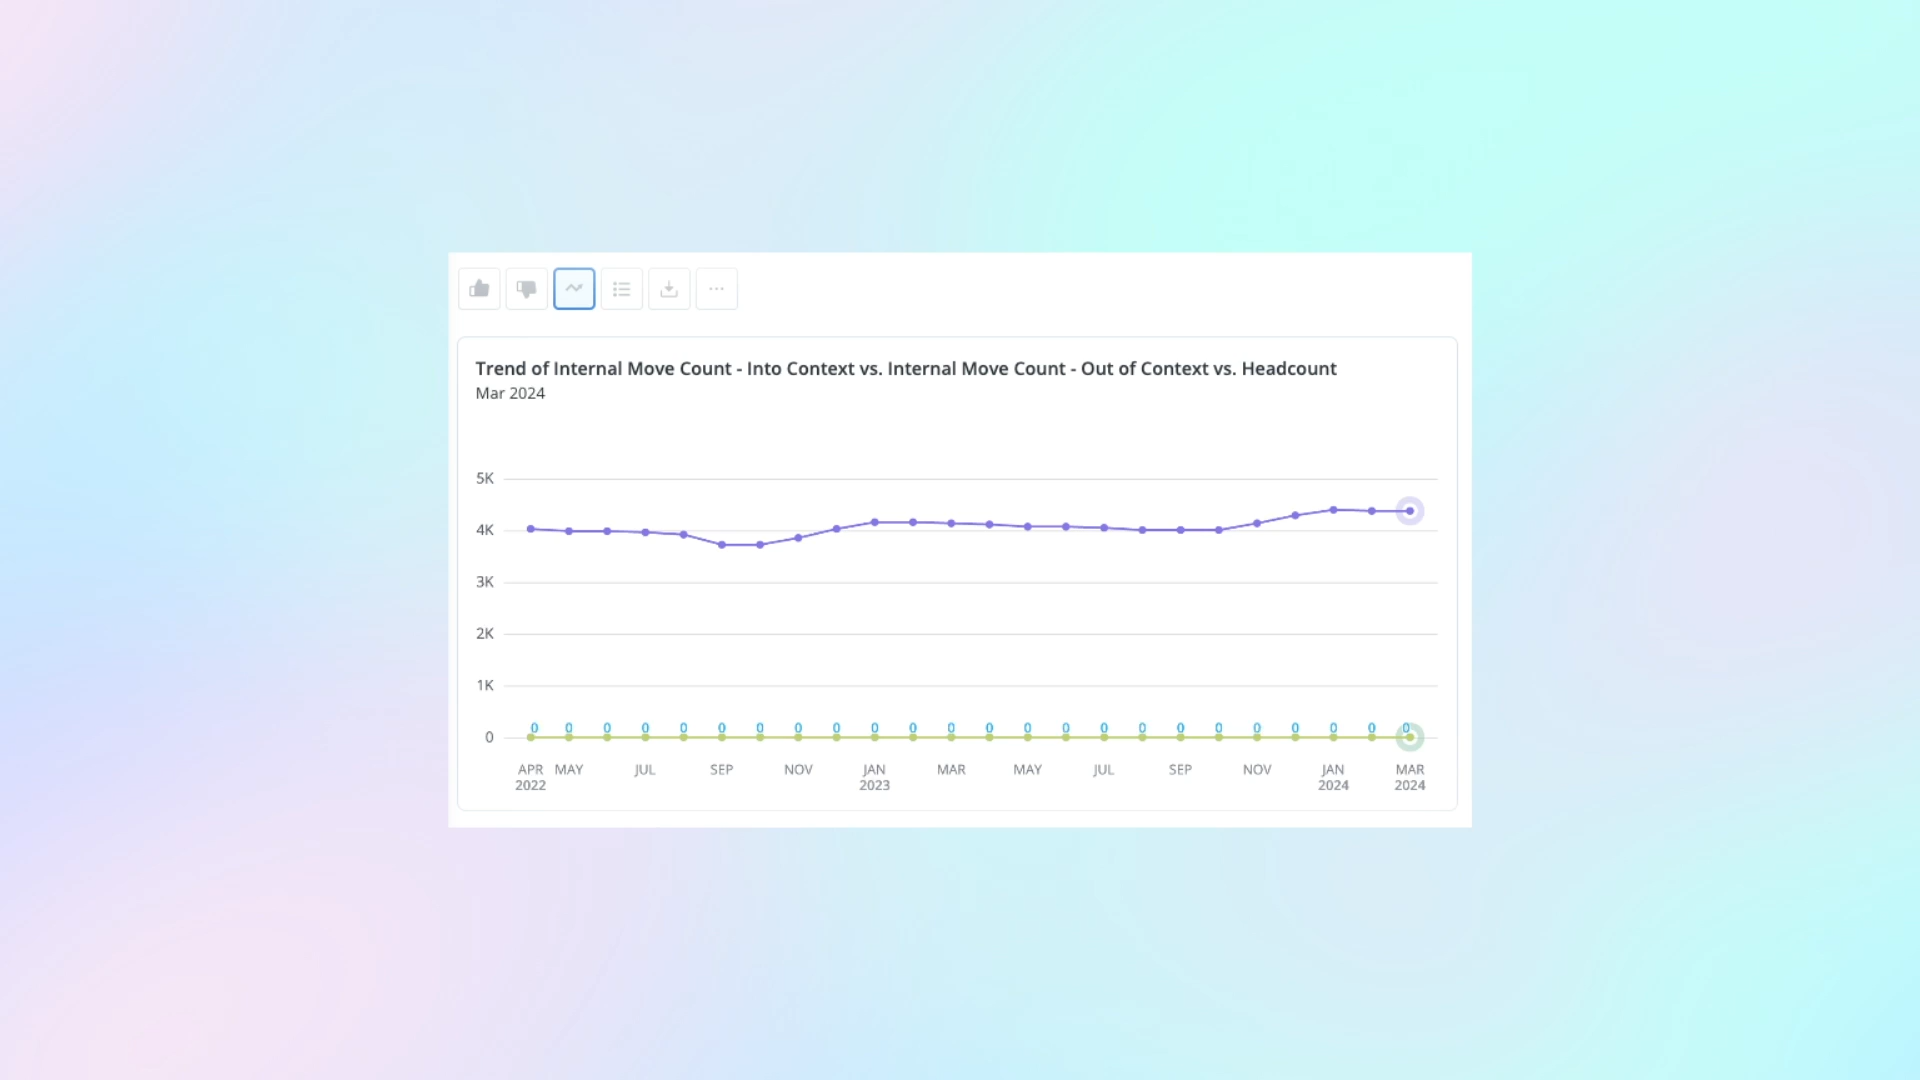 Trend of Internal Move Count - Into Context vs. Internal Move Count - Out of Context vs. Headcount
Mar 2024
5K
4K
3K
2K
1K
0 0 0 0 0 0 0 0 0 0 0 0 0 0 0 0 0 0 0 0 0 0 0 0
0
APR MAY JUL SEP NOV JAN MAR MAY JUL SEP NOV JAN MAR
2022 2023 2024 2024